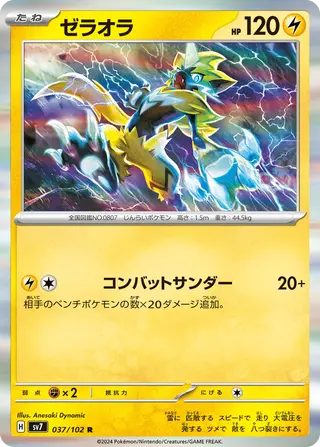 たね ゼラオラ HP 120
全国図鑑NO.0807 じんらいポケモン 高さ：1.5m 重さ：44.5kg
コンバットサンダー 20+
相手のベンチポケモンの数×20ダメージ追加。
弱点 ×2 抵抗力 にげる
Illus. Anesaki Dynamic
H sv7 037/102 R
雷に 匹敵する スピードで 走り 大電圧を
発する ツメで 敵を 八つ裂きにする。
©2024 Pokémon/Nintendo/Creatures/GAME FREAK.